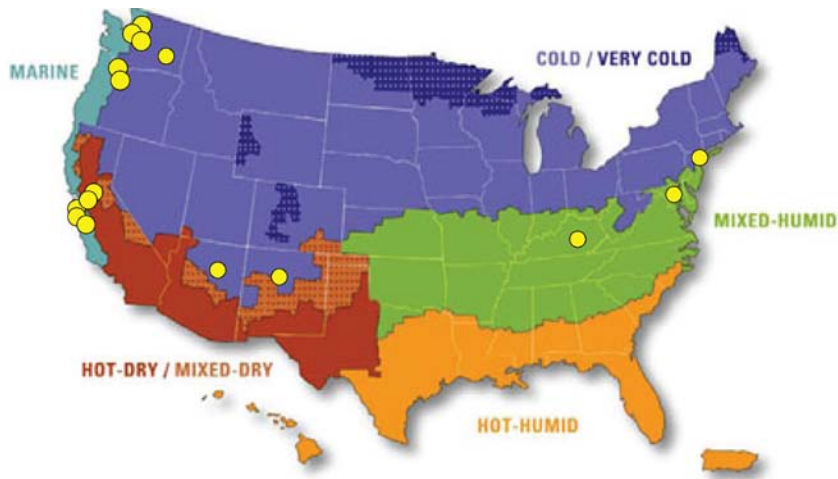 COLD / VERY COLD
MARINE
MIXED-HUMID
HOT-DRY / MIXED-DRY
HOT-HUMID